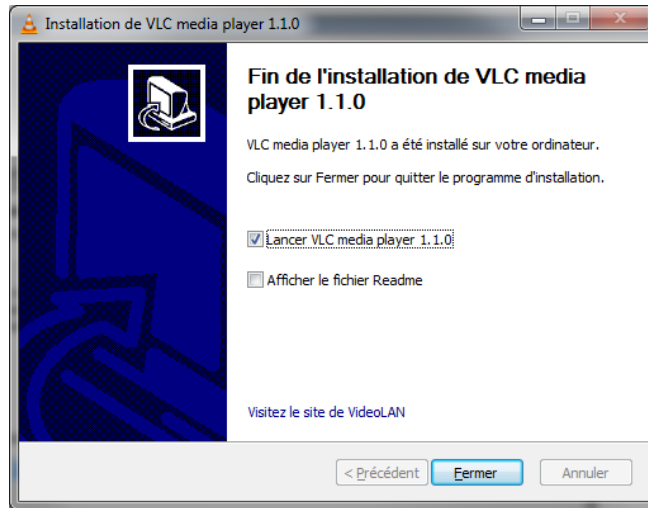 Installation de VLC media player 1.1.0
Fin de l'installation de VLC media
player 1.1.0
VLC media player 1.1.0 a été installé sur votre ordinateur.
Cliquez sur Fermer pour quitter le programme d'installation.
Lancer VLC media player 1.1.0
Afficher le fichier Readme
Visitez le site de VideoLAN
< Précédent Fermer Annuler